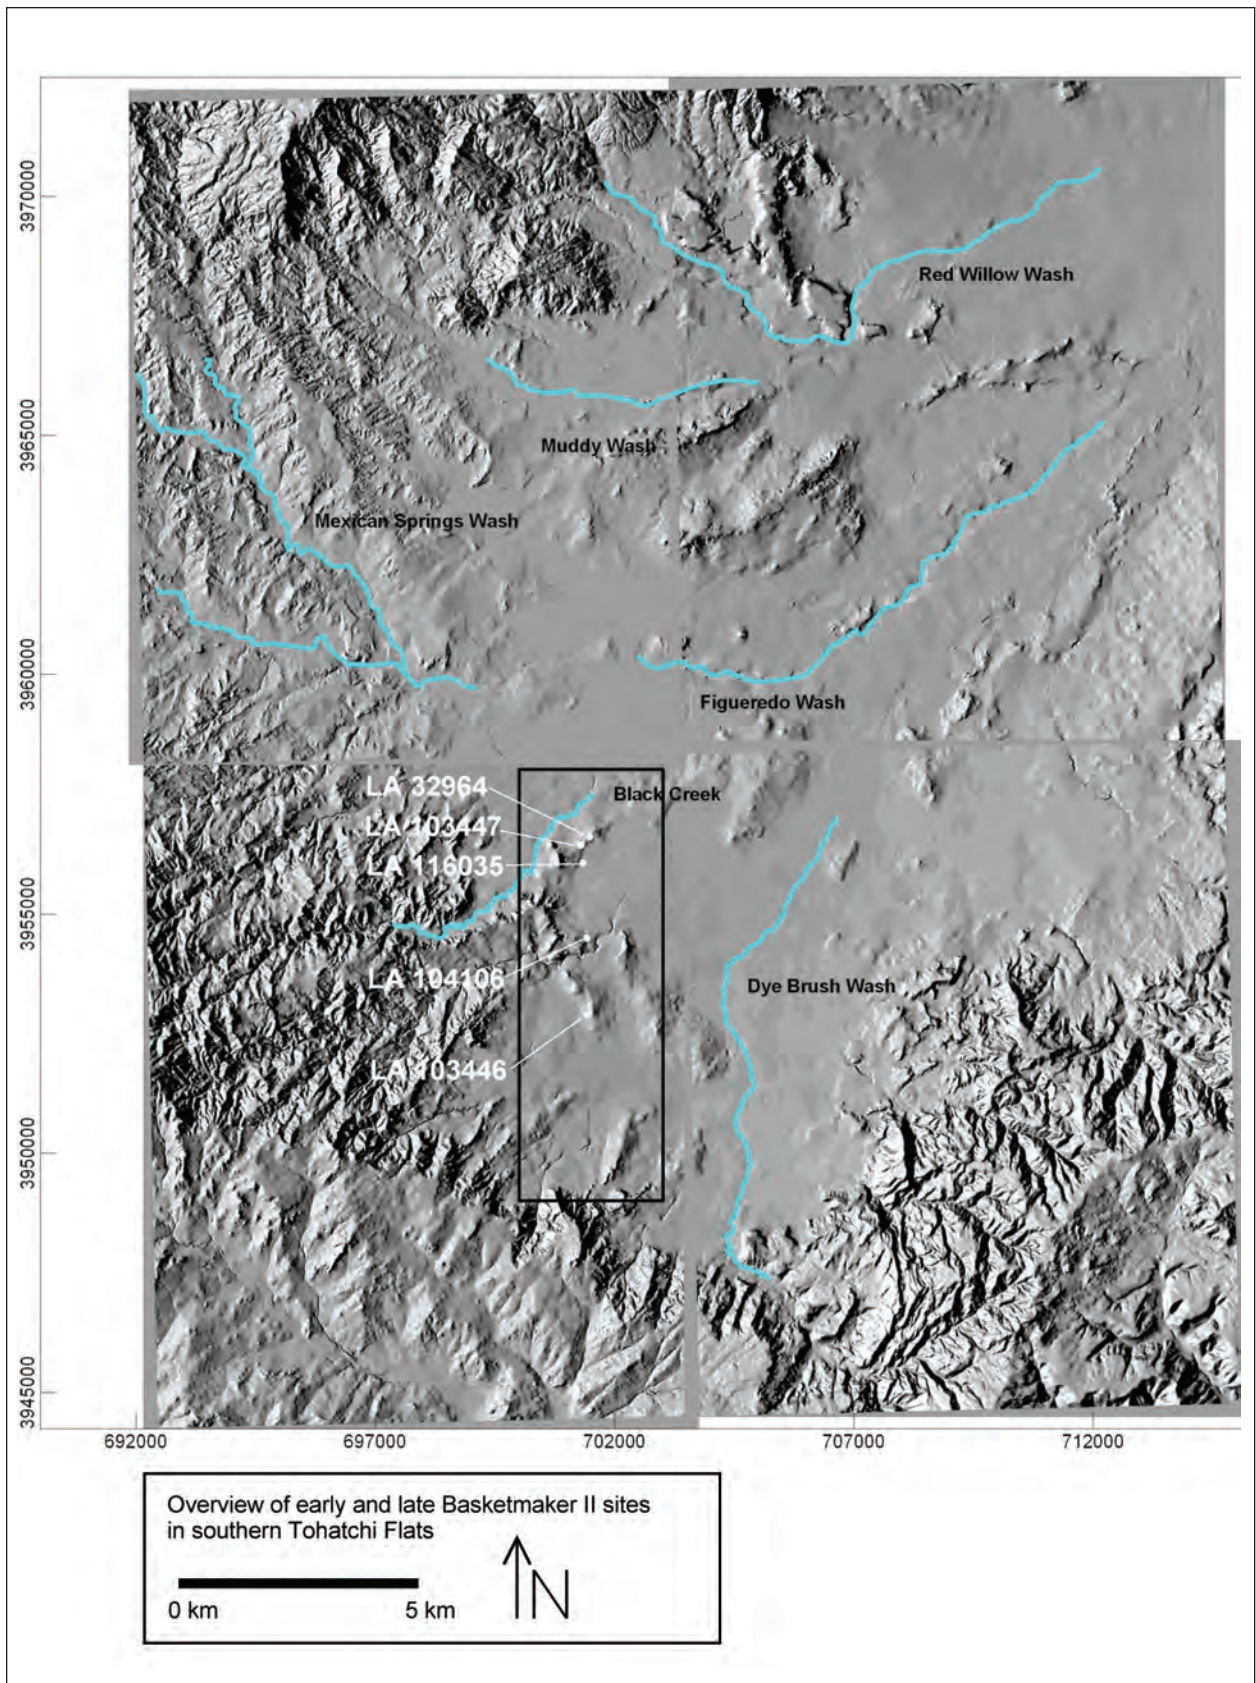 3970000
Red Willow Wash
3965000
Muddy Wash
Mexican Springs Wash
3960000
Figueredo Wash
LA 32964
Black Creek
LA 103447
LA 116035
3955000
LA 104106
Dye Brush Wash
LA 103446
3950000
3945000
692000 697000 702000 707000 712000
Overview of early and late Basketmaker II sites
in southern Tohatchi Flats
N
0 km 5 km